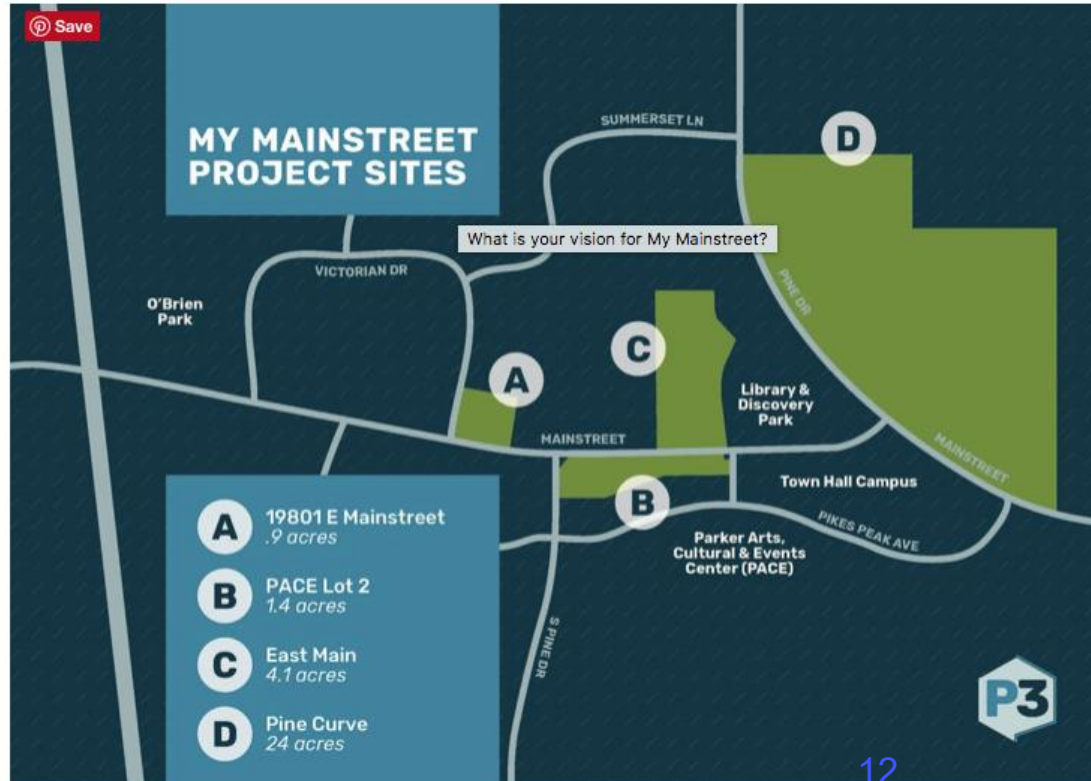 Save
MY MAINSTREET
PROJECT SITES
SUMMERSET LN
D
What is your vision for My Mainstreet?
VICTORIAN DR
PINE DR
O'Brien
Park
C
A
Library &
Discovery
Park
MAINSTREET
MAINSTREET
Town Hall Campus
B
PIKES PEAK AVE
Parker Arts,
Cultural & Events
Center (PACE)
S PINE DR
A 19801 E Mainstreet
.9 acres
B PACE Lot 2
1.4 acres
C East Main
4.1 acres
D Pine Curve
24 acres
P3
12